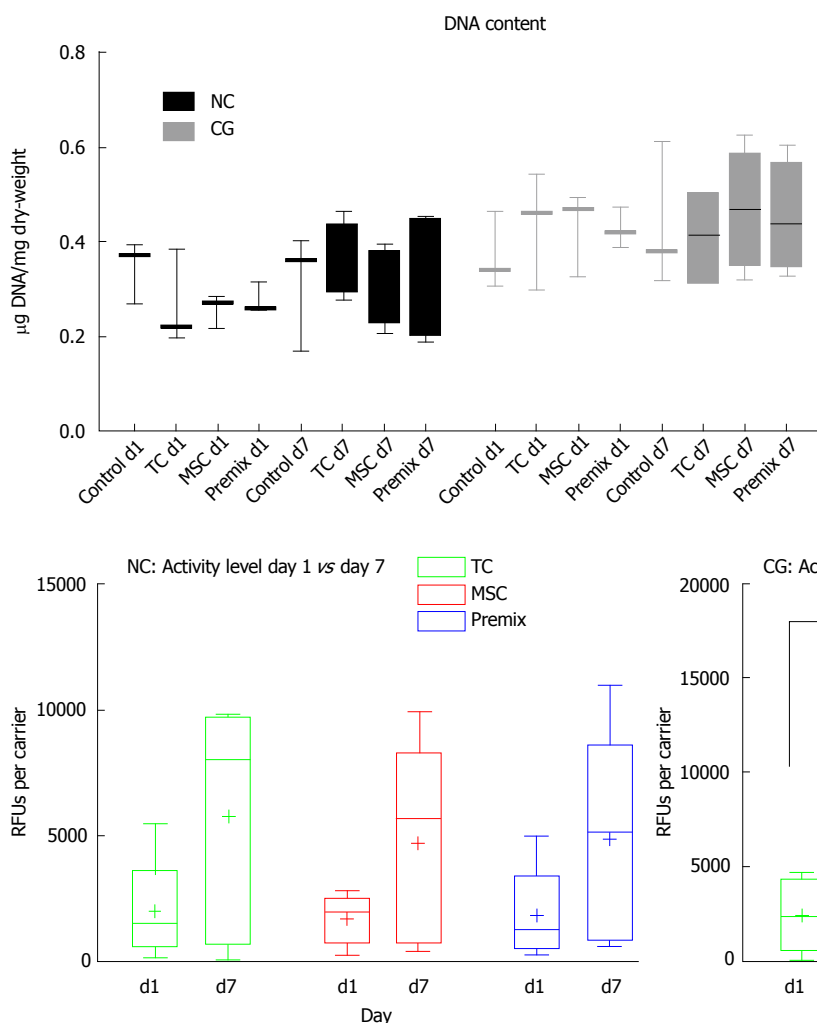 DNA content
µg DNA/mg dry-weight
0.8
0.6
0.4
0.2
0.0
NC
CG
Control d1
TC d1
MSC d1
Premix d1
Control d7
TC d7
MSC d7
Premix d7
Control d1
TC d1
MSC d1
Premix d1
Control d7
TC d7
MSC d7
Premix d7
NC: Activity level day 1 vs day 7
TC
MSC
Premix
RFUs per carrier
15000
10000
5000
0
d1
d7
d1
d7
d1
d7
Day
CG: Ac
RFUs per carrier
20000
15000
10000
5000
0
d1